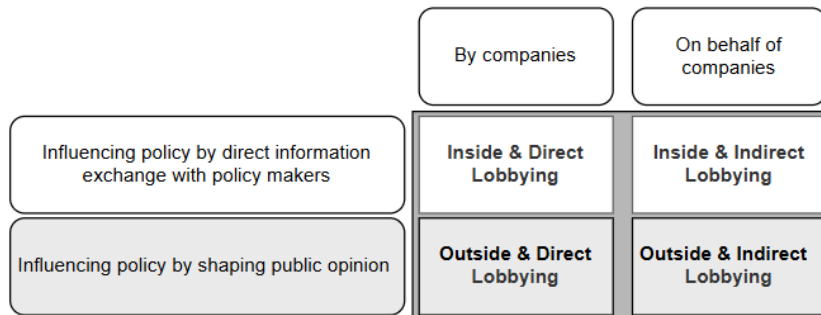 By companies
On behalf of
companies
Influencing policy by direct information
exchange with policy makers
Inside & Direct
Lobbying
Inside & Indirect
Lobbying
Influencing policy by shaping public opinion
Outside & Direct
Lobbying
Outside & Indirect
Lobbying